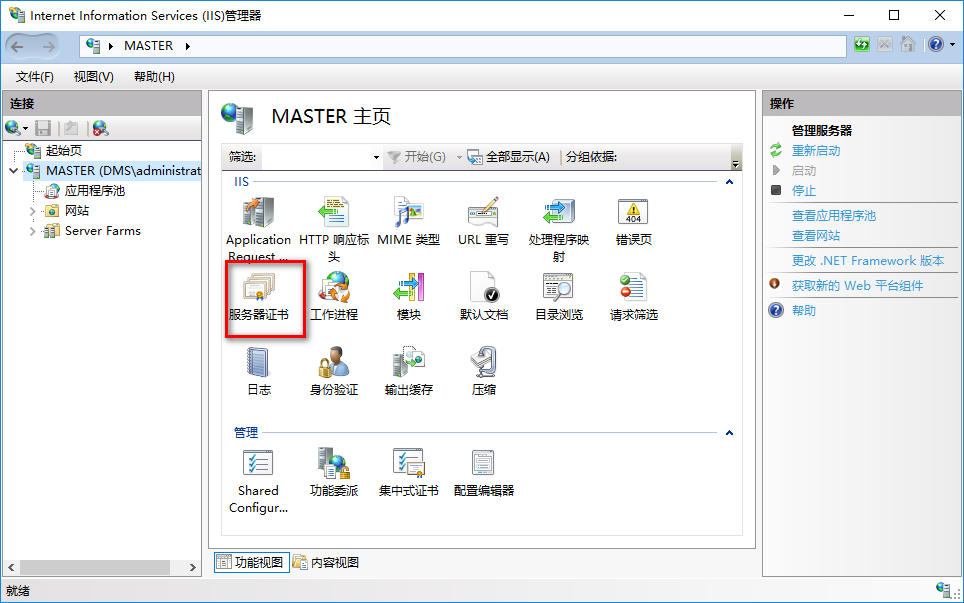 Internet Information Services (IIS)管理器
MASTER
文件(F) 视图(V) 帮助(H)
连接
起始页
MASTER (DMS\administrat
应用程序池
网站
Server Farms
MASTER 主页
筛选: 开始(G) 全部显示(A) 分组依据:
IIS
Application Request ...
HTTP 响应标头
MIME 类型
URL 重写
处理程序映射
错误页
404
服务器证书
工作进程
模块
默认文档
目录浏览
请求筛选
日志
身份验证
输出缓存
压缩
管理
Shared Configur...
功能委派
集中式证书
配置编辑器
功能视图 内容视图
操作
管理服务器
重新启动
启动
停止
查看应用程序池
查看网站
更改 .NET Framework 版本
获取新的 Web 平台组件
帮助
就绪